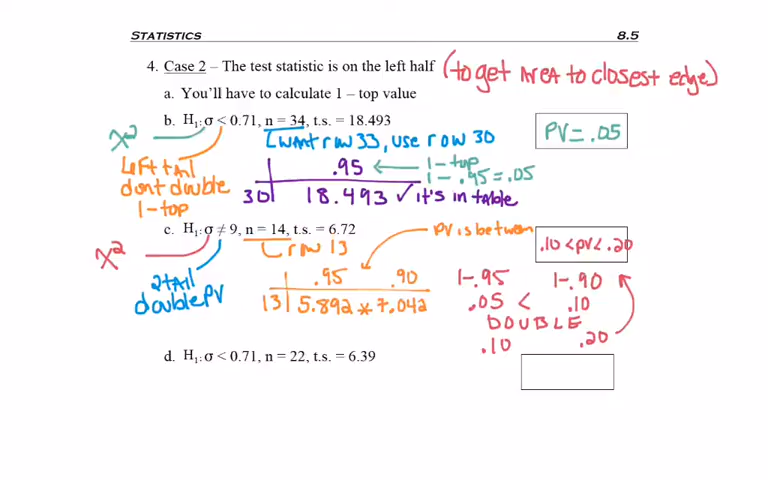 STATISTICS 8.5
4. Case 2 – The test statistic is on the left half (to get AREA to closest edge)
a. You'll have to calculate 1 – top value
b. H₁: σ < 0.71, n = 34, t.s. = 18.493
PV = .05
X² want row 33, use row 30
Left tail
dont double
1-top
.95 ← 1-top
1 - .95 = .05
30 18.493 ✓ it's in table
c. H₁: σ ≠ 9, n = 14, t.s. = 6.72
PV is between
.10 < PV < .20
X² row 13
2tail
double PV
.95 .90
13 5.892 * 7.042
1-.95 1-.90
.05 < .10
DOUBLE
.10 .20
d. H₁: σ < 0.71, n = 22, t.s. = 6.39